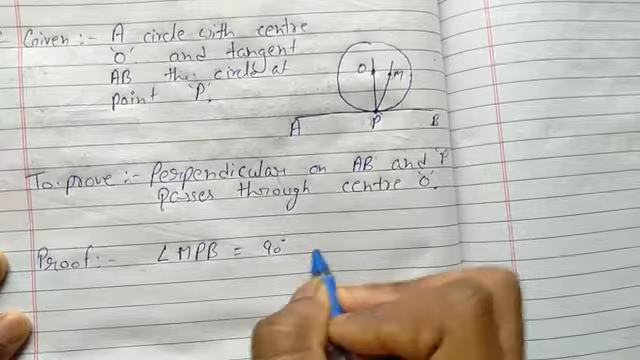 Given :- A circle with centre
'O' and tangent
AB the circle at
point 'P'.
O M
A P B
To prove :- Perpendicular on AB and 'P'
passes through centre 'O'.
Proof :- ∠MPB = 90°